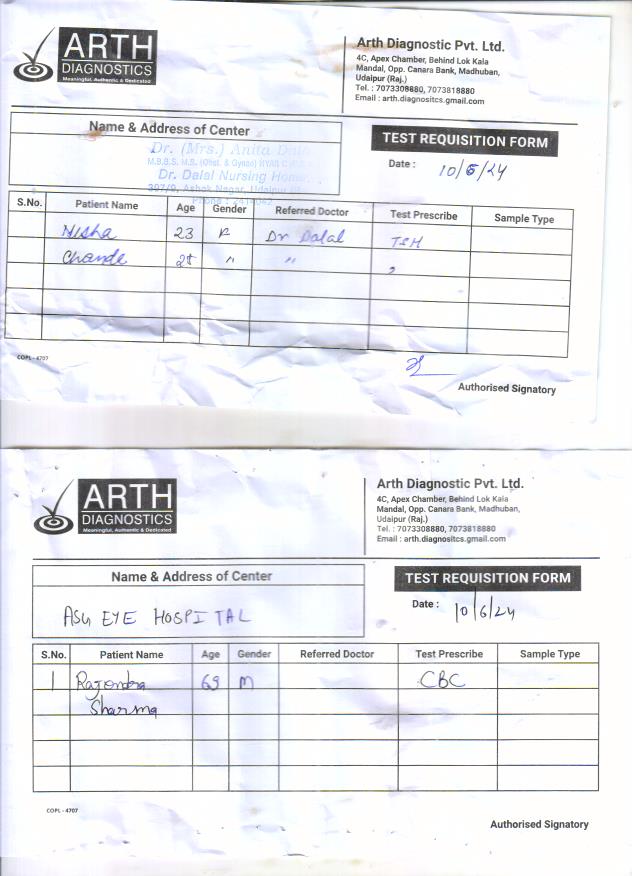 ARTH
DIAGNOSTICS
Meaningful, Authentic & Dedicated
Arth Diagnostic Pvt. Ltd.
4C, Apex Chamber, Behind Lok Kala
Mandal, Opp. Canara Bank, Madhuban,
Udaipur (Raj.)
Tel. : 7073308880, 7073818880
Email : arth.diagnositcs.gmail.com
Name & Address of Center
Dr. (Mrs.) Anita Dalal
M.B.B.S. M.S. (Obst. & Gynae)
Dr. Dalal Nursing Home
397/9, Ashok Nagar, Udaipur
TEST REQUISITION FORM
Date : 10/6/24
S.No. Patient Name Age Gender Referred Doctor Test Prescribe Sample Type
Nisha 23 F Dr Dalal TSH
25 " "
COPL - 4707
Authorised Signatory
ARTH
DIAGNOSTICS
Meaningful, Authentic & Dedicated
Arth Diagnostic Pvt. Ltd.
4C, Apex Chamber, Behind Lok Kala
Mandal, Opp. Canara Bank, Madhuban,
Udaipur (Raj.)
Tel. : 7073308880, 7073818880
Email : arth.diagnositcs.gmail.com
Name & Address of Center
ASG EYE HOSPITAL
TEST REQUISITION FORM
Date : 10/6/24
S.No. Patient Name Age Gender Referred Doctor Test Prescribe Sample Type
1 Rajendra 69 M CBC
Sharma
COPL - 4707
Authorised Signatory